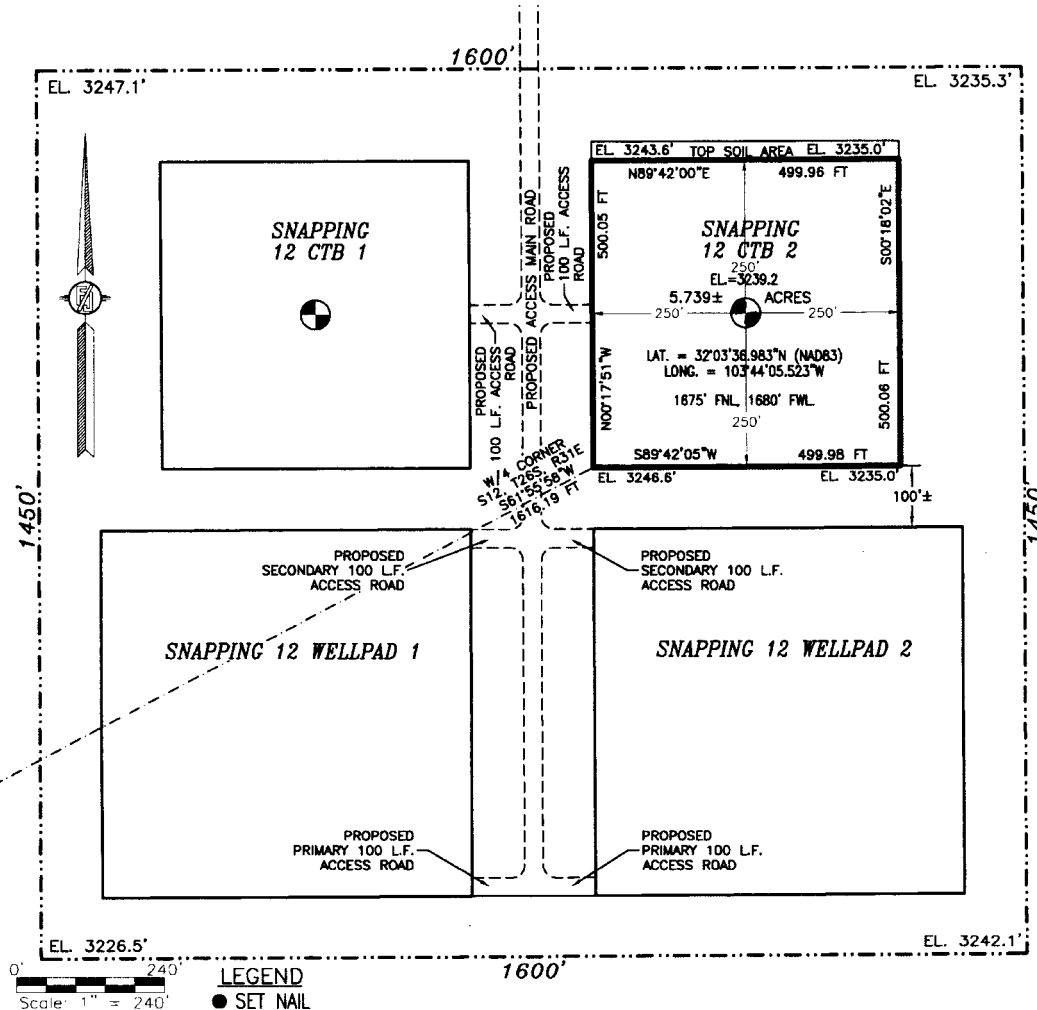 1600'
EL. 3247.1'
EL. 3235.3'
EL. 3243.6' TOP SOIL AREA EL. 3235.0'
N89°42'00"E 499.96 FT
500.05 FT
S00°18'02"E
SNAPPING
12 CTB 1
SNAPPING
12 CTB 2
250'
EL=3239.2
5.739± ACRES
250' 250'
LAT. = 32°03'36.983"N (NAD83)
LONG. = 103°44'05.523"W
1675' FNL, 1680' FWL
250'
N00°17'51"W
500.06 FT
S89°42'05"W 499.98 FT
EL. 3246.6' EL. 3235.0'
100'±
PROPOSED ACCESS MAIN ROAD
PROPOSED
100 L.F. ACCESS
ROAD
PROPOSED
100 L.F. ACCESS
ROAD
PROPOSED
W/4 CORNER
S12, T26S, R31E
S61°55'58"W
1616.19 FT
1450'
1450'
PROPOSED
SECONDARY 100 L.F.
ACCESS ROAD
PROPOSED
SECONDARY 100 L.F.
ACCESS ROAD
SNAPPING 12 WELLPAD 1
SNAPPING 12 WELLPAD 2
PROPOSED
PRIMARY 100 L.F.
ACCESS ROAD
PROPOSED
PRIMARY 100 L.F.
ACCESS ROAD
EL. 3226.5'
EL. 3242.1'
1600'
0' 240'
Scale: 1" = 240'
LEGEND
SET NAIL